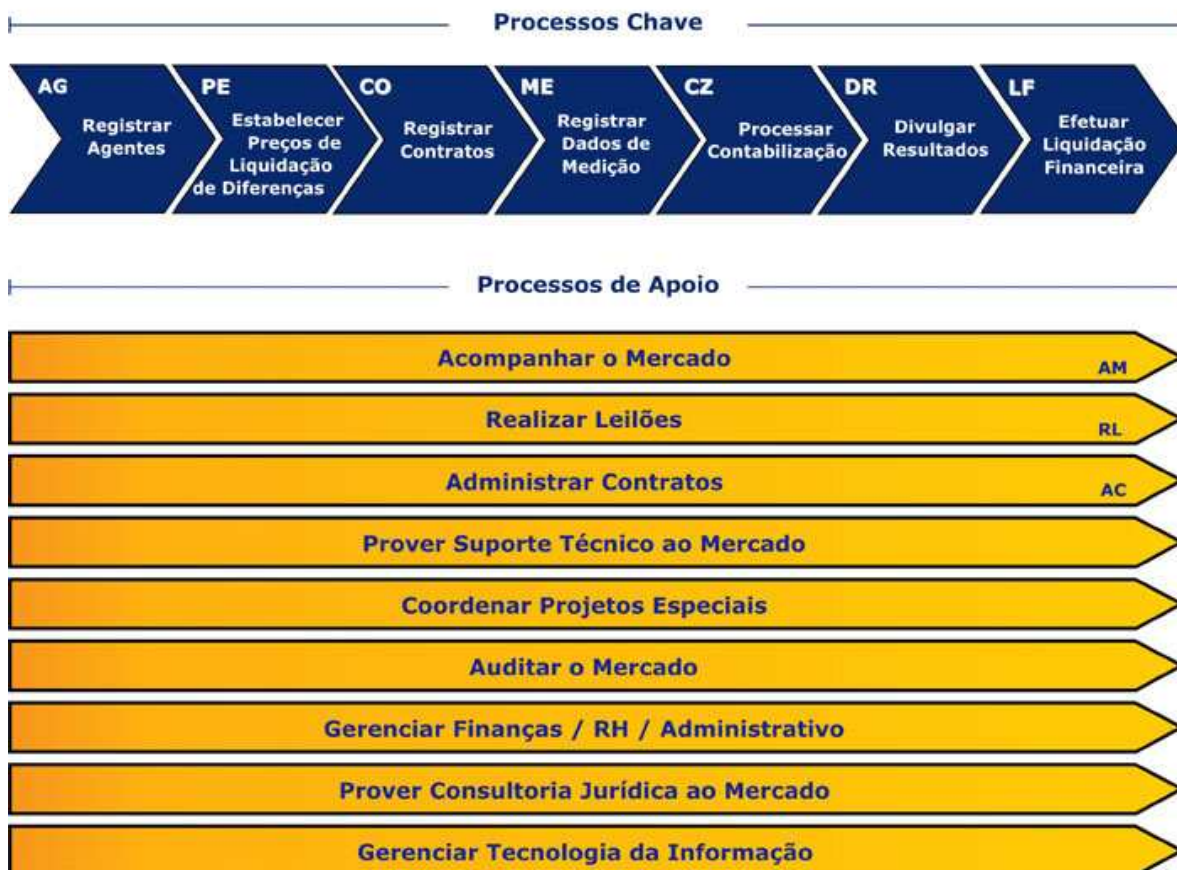 Processos Chave
AG
Registrar
Agentes
PE
Estabelecer
Preços de
Liquidação
de Diferenças
CO
Registrar
Contratos
ME
Registrar
Dados de
Medição
CZ
Processar
Contabilização
DR
Divulgar
Resultados
LF
Efetuar
Liquidação
Financeira
Processos de Apoio
Acompanhar o Mercado
AM
Realizar Leilões
RL
Administrar Contratos
AC
Prover Suporte Técnico ao Mercado
Coordenar Projetos Especiais
Auditar o Mercado
Gerenciar Finanças / RH / Administrativo
Prover Consultoria Jurídica ao Mercado
Gerenciar Tecnologia da Informação